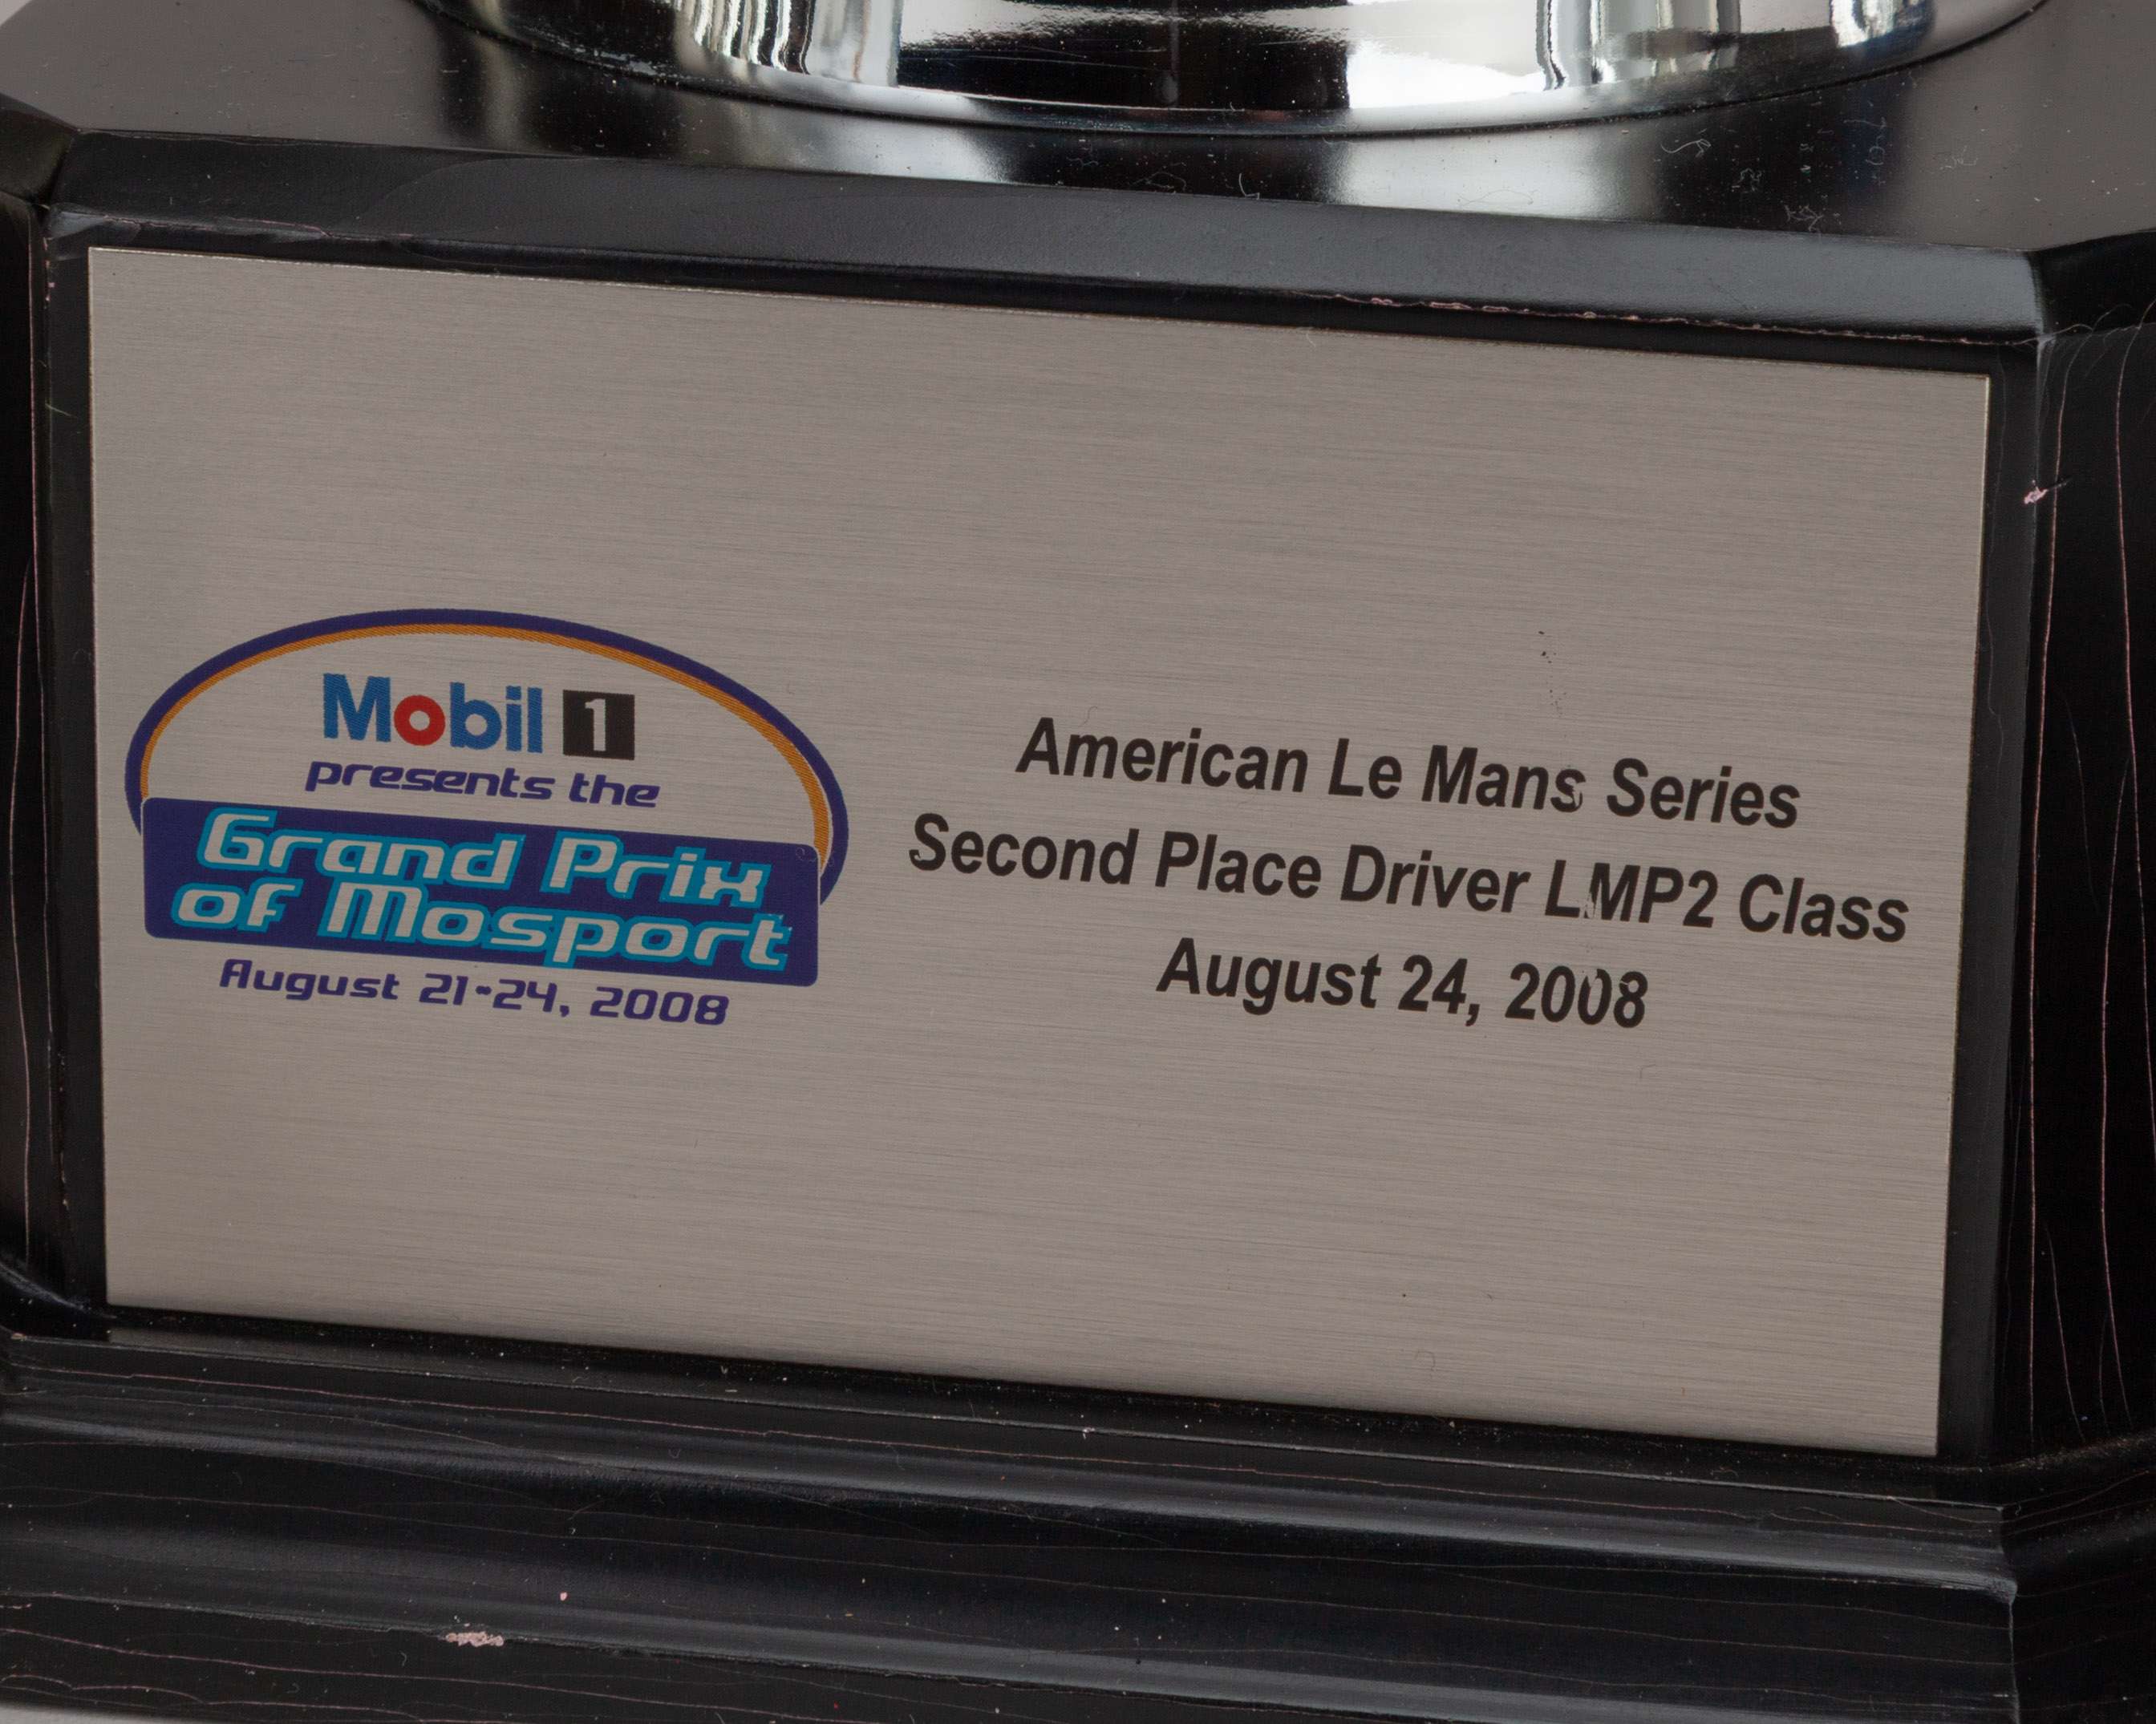 Mobil 1
presents the
Grand Prix
of Mosport
August 21-24, 2008
American Le Mans Series
Second Place Driver LMP2 Class
August 24, 2008